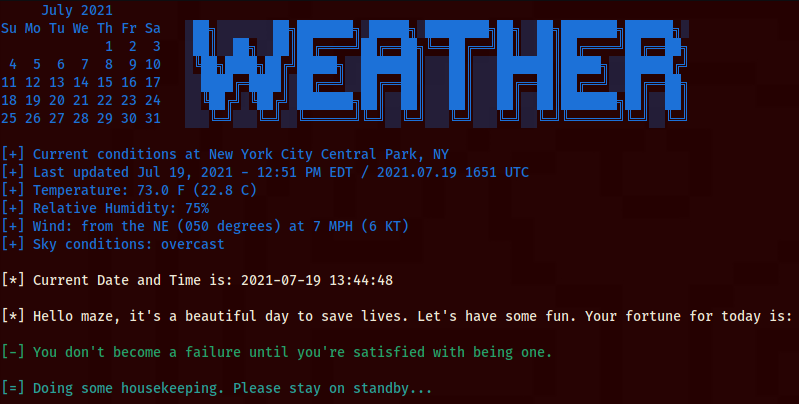 July 2021
Su Mo Tu We Th Fr Sa
1 2 3
4 5 6 7 8 9 10
11 12 13 14 15 16 17
18 19 20 21 22 23 24
25 26 27 28 29 30 31
WEATHER
[+] Current conditions at New York City Central Park, NY
[+] Last updated Jul 19, 2021 - 12:51 PM EDT / 2021.07.19 1651 UTC
[+] Temperature: 73.0 F (22.8 C)
[+] Relative Humidity: 75%
[+] Wind: from the NE (050 degrees) at 7 MPH (6 KT)
[+] Sky conditions: overcast
[*] Current Date and Time is: 2021-07-19 13:44:48
[*] Hello maze, it's a beautiful day to save lives. Let's have some fun. Your fortune for today is:
[-] You don't become a failure until you're satisfied with being one.
[=] Doing some housekeeping. Please stay on standby...